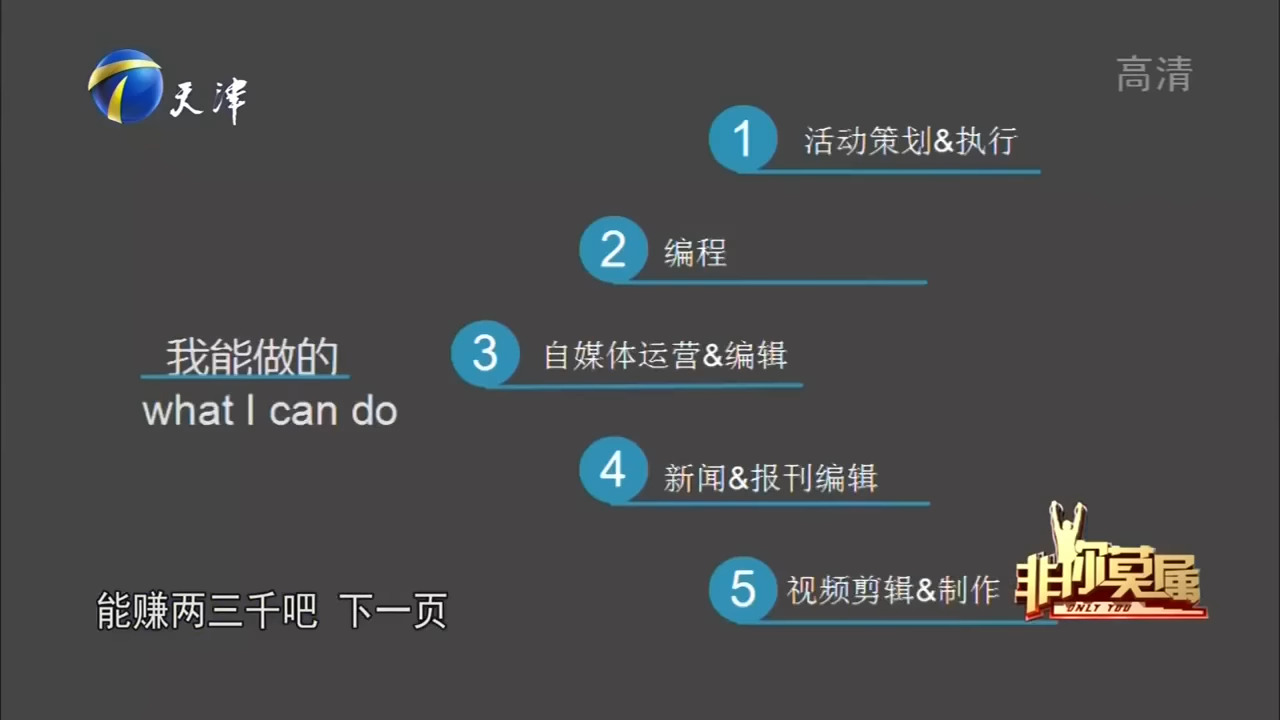 天津
高清
1 活动策划&执行
2 编程
我能做的
what I can do
3 自媒体运营&编辑
4 新闻&报刊编辑
5 视频剪辑&制作
非你莫属
ONLY YOU
能赚两三千吧 下一页